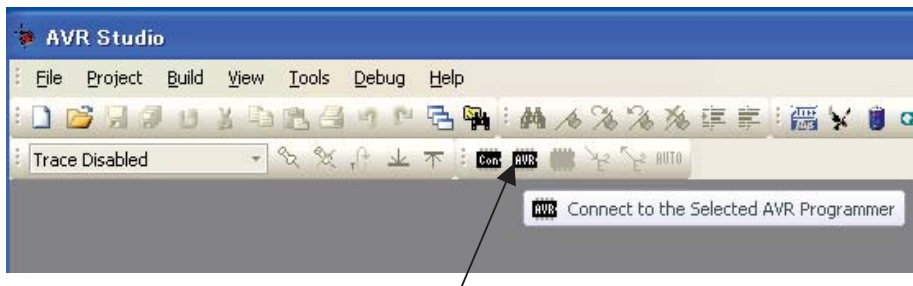 AVR Studio
File Project Build View Tools Debug Help
Trace Disabled Con AVR AUTO
AVR Connect to the Selected AVR Programmer